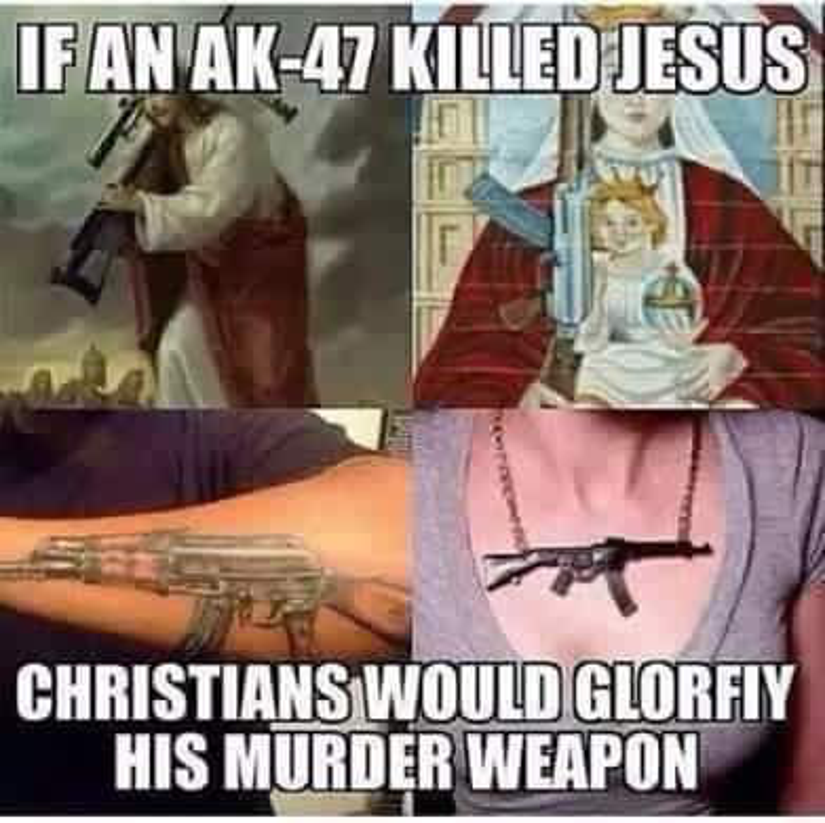 IF AN AK-47 KILLED JESUS
CHRISTIANS WOULD GLORFIY
HIS MURDER WEAPON